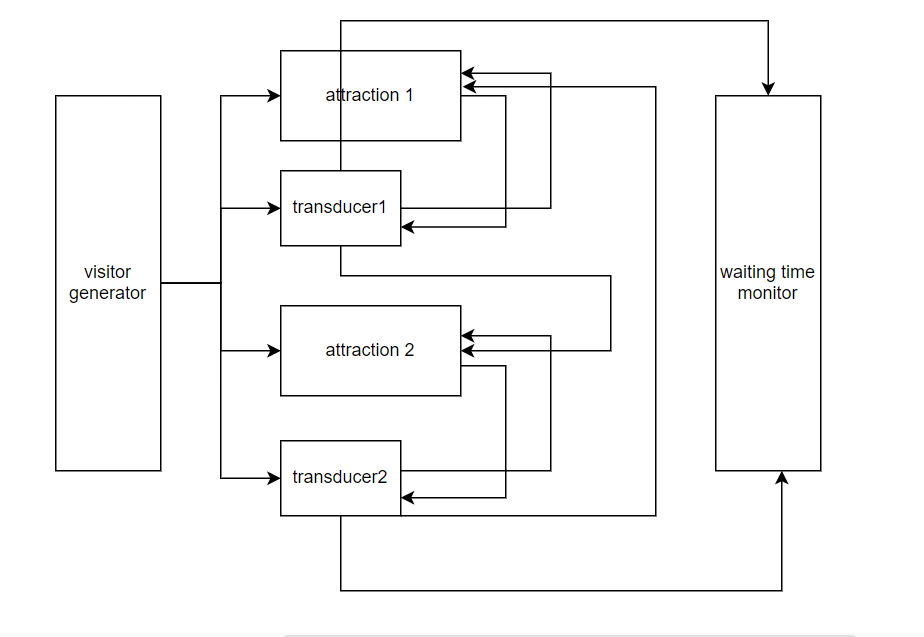 attraction 1
transducer1
visitor
generator
waiting time
monitor
attraction 2
transducer2